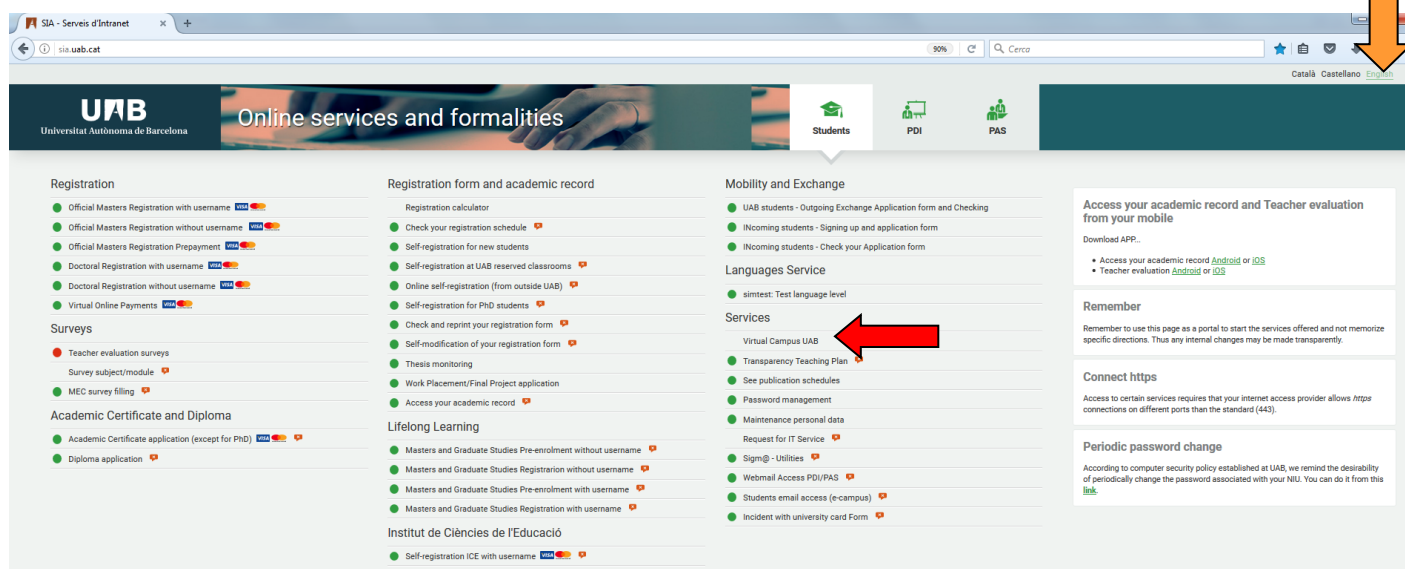 SIA - Serveis d'Intranet
sia.uab.cat
90%
Cerca
Català Castellano English
UAB
Universitat Autònoma de Barcelona
Online services and formalities
Students
PDI
PAS
Registration
Official Masters Registration with username VISA
Official Masters Registration without username VISA
Official Masters Registration Prepayment VISA
Doctoral Registration with username VISA
Doctoral Registration without username VISA
Virtual Online Payments VISA
Surveys
Teacher evaluation surveys
Survey subject/module
MEC survey filling
Academic Certificate and Diploma
Academic Certificate application (except for PhD) VISA
Diploma application
Registration form and academic record
Registration calculator
Check your registration schedule
Self-registration for new students
Self-registration at UAB reserved classrooms
Online self-registration (from outside UAB)
Self-registration for PhD students
Check and reprint your registration form
Self-modification of your registration form
Thesis monitoring
Work Placement/Final Project application
Access your academic record
Lifelong Learning
Masters and Graduate Studies Pre-enrolment without username
Masters and Graduate Studies Registrarion without username
Masters and Graduate Studies Pre-enrolment with username
Masters and Graduate Studies Registration with username
Institut de Ciències de l'Educació
Self-registration ICE with username VISA
Mobility and Exchange
UAB students - Outgoing Exchange Application form and Checking
INcoming students - Signing up and application form
INcoming students - Check your Application form
Languages Service
simtest: Test language level
Services
Virtual Campus UAB
Transparency Teaching Plan
See publication schedules
Password management
Maintenance personal data
Request for IT Service
Sigm@ - Utilities
Webmail Access PDI/PAS
Students email access (e-campus)
Incident with university card Form
Access your academic record and Teacher evaluation
from your mobile
Download APP...
Access your academic record Android or iOS
Teacher evaluation Android or iOS
Remember
Remember to use this page as a portal to start the services offered and not memorize
specific directions. Thus any internal changes may be made transparently.
Connect https
Access to certain services requires that your internet access provider allows https
connections on different ports than the standard (443).
Periodic password change
According to computer security policy established at UAB, we remind the desirability
of periodically change the password associated with your NIU. You can do it from this
link.